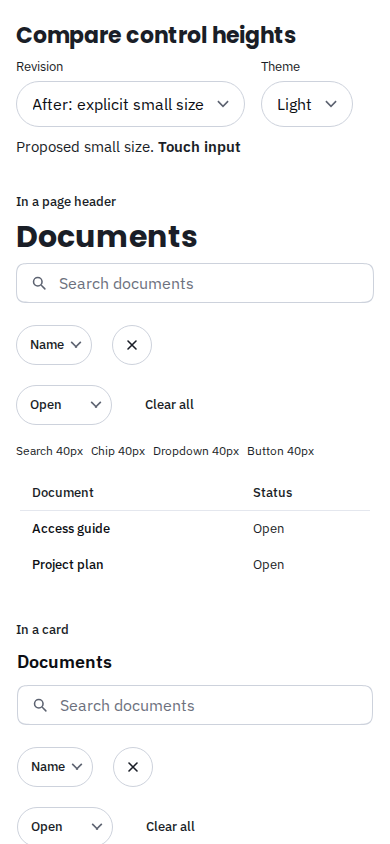 Compare control heights
Revision Theme
After: explicit small size Light
Proposed small size. Touch input
In a page header
Documents
Search documents
Name
Open Clear all
Search 40px Chip 40px Dropdown 40px Button 40px
Document Status
Access guide Open
Project plan Open
In a card
Documents
Search documents
Name
Open Clear all